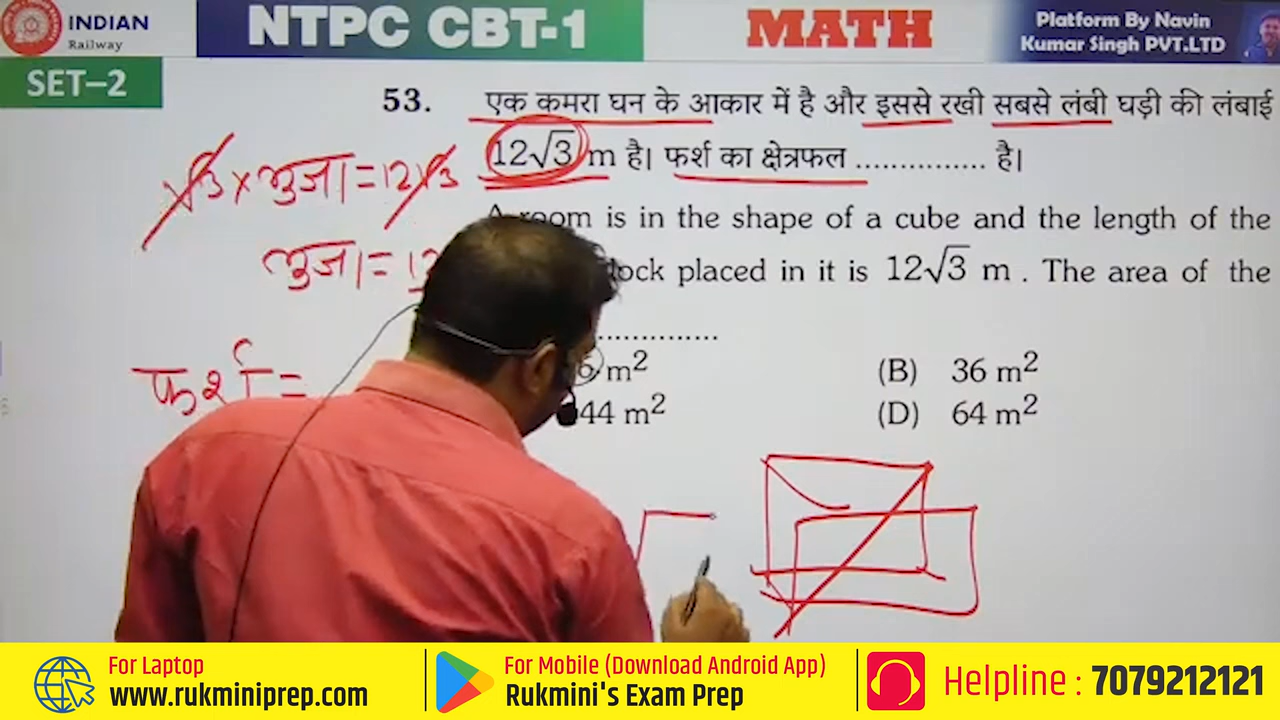 INDIAN
Railway
NTPC CBT-1
MATH
Platform By Navin
Kumar Singh PVT.LTD
SET–2
53. एक कमरा घन के आकार में है और इससे रखी सबसे लंबी घड़ी की लंबाई
12√3 m है। फर्श का क्षेत्रफल ............... है।
√3 × भुजा = 12√3
room is in the shape of a cube and the length of the
भुजा =
placed in it is 12√3 m . The area of the
..............
m²
(B) 36 m²
फर्श =
44 m²
(D) 64 m²
For Laptop
www.rukminiprep.com
For Mobile (Download Android App)
Rukmini's Exam Prep
Helpline : 7079212121